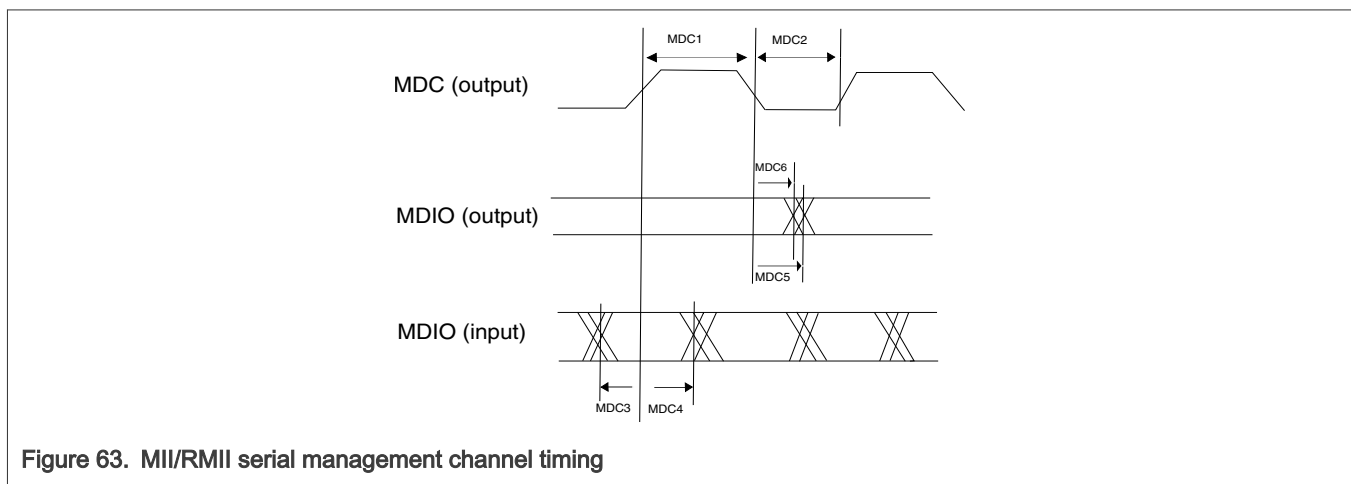 MDC1 MDC2
MDC (output)
MDC6
MDIO (output)
MDC5
MDIO (input)
MDC3 MDC4
Figure 63. MII/RMII serial management channel timing